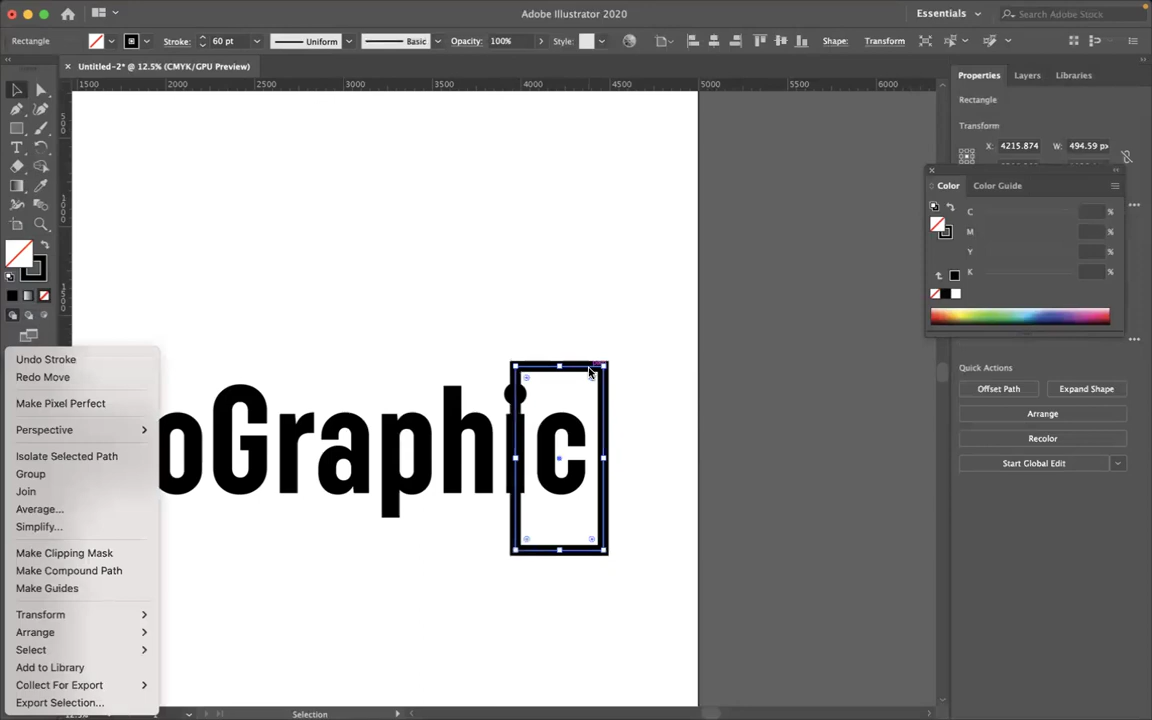 Adobe Illustrator 2020
Essentials
Search Adobe Stock
Rectangle
Stroke:
60 pt
Uniform
Basic
Opacity:
100%
Style:
Shape:
Transform
× Untitled-2* @ 12.5% (CMYK/GPU Preview)
1500 2000 2500 3000 3500 4000 4500 5000 5500 6000
500
1000
1500
Properties
Layers
Libraries
Rectangle
Transform
X: 4215.874
W: 494.59 px
Color
Color Guide
C %
M %
Y %
K %
Quick Actions
Offset Path
Expand Shape
Arrange
Recolor
Start Global Edit
oGraphic
Undo Stroke
Redo Move
Make Pixel Perfect
Perspective
Isolate Selected Path
Group
Join
Average...
Simplify...
Make Clipping Mask
Make Compound Path
Make Guides
Transform
Arrange
Select
Add to Library
Collect For Export
Export Selection...
Selection